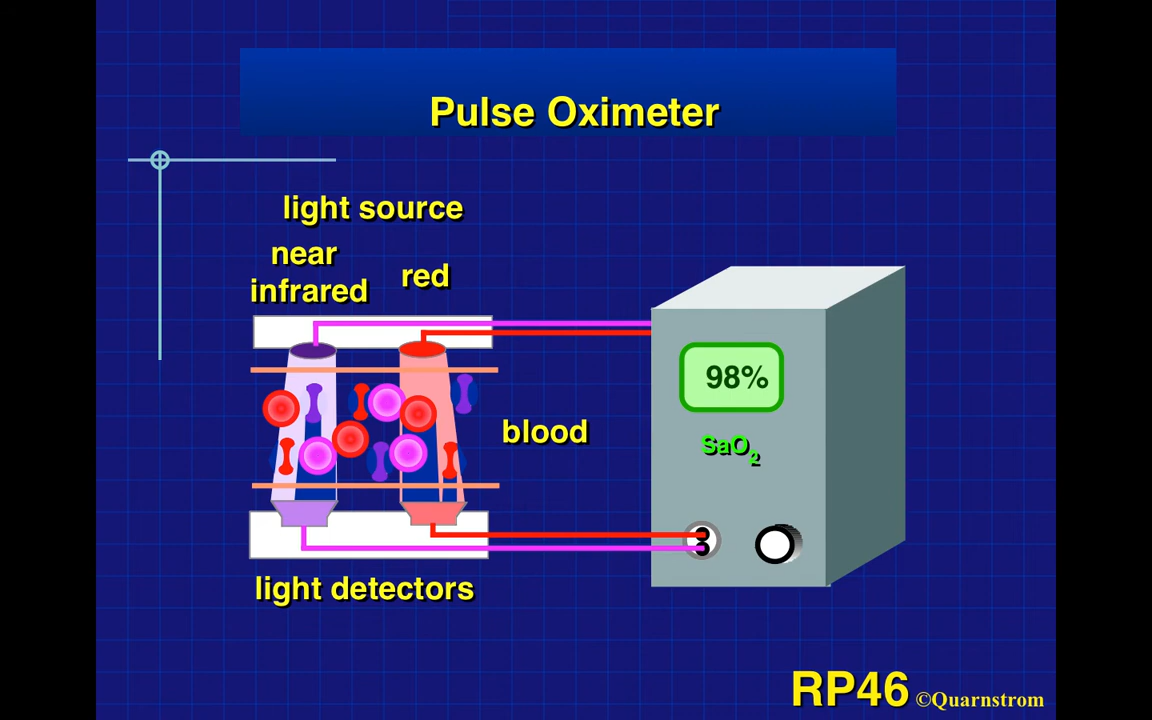 Pulse Oximeter
light source
near
infrared
red
98%
SaO2
blood
light detectors
RP46 ©Quarnstrom